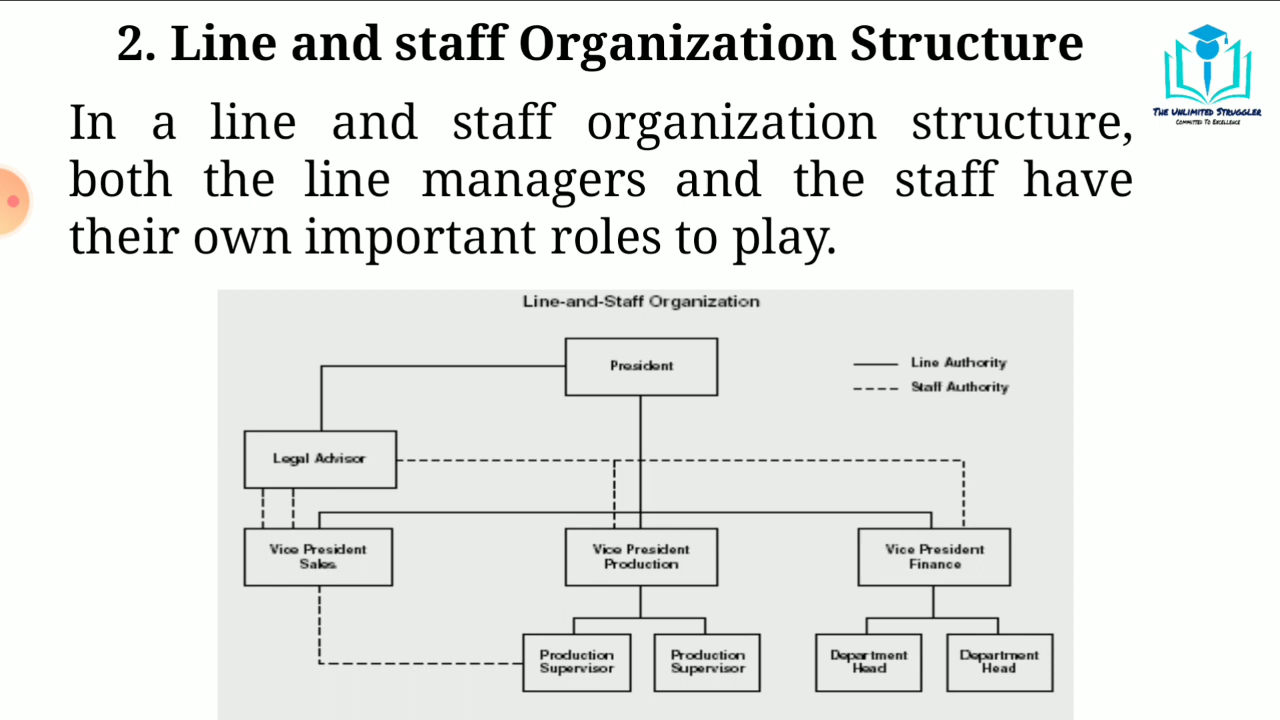 2. Line and staff Organization Structure
THE UNLIMITED STRUGGLER
COMMITTED TO EXCELLENCE
In a line and staff organization structure,
both the line managers and the staff have
their own important roles to play.
Line-and-Staff Organization
President
Line Authority
Staff Authority
Legal Advisor
Vice President
Sales
Vice President
Production
Vice President
Finance
Production
Supervisor
Production
Supervisor
Department
Head
Department
Head